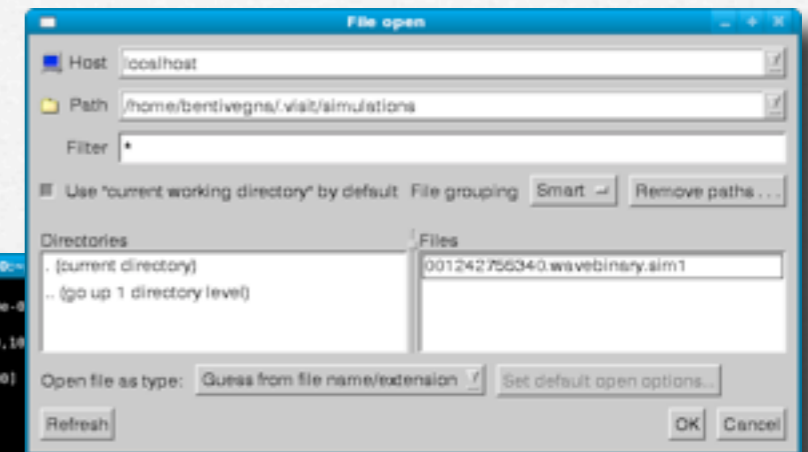 File open
Host localhost
Path /home/bentivegna/.visit/simulations
Filter *
Use "current working directory" by default File grouping Smart Remove paths ...
Directories Files
. (current directory) 001242755340.wavebinary.sim1
.. (go up 1 directory level)
Open file as type: Guess from file name/extension Set default open options...
Refresh OK Cancel